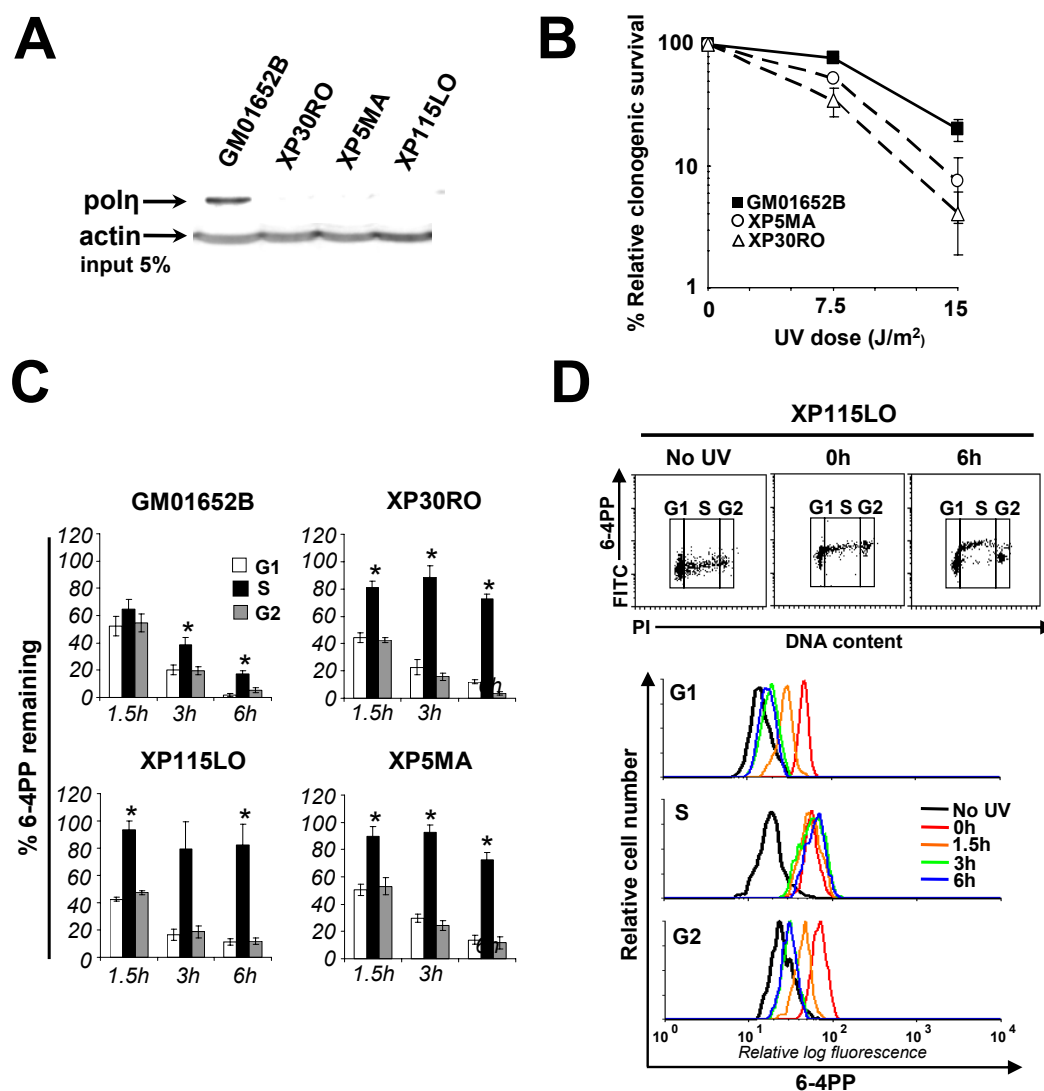 A
GM01652B
XP30RO
XP5MA
XP115LO
polη
actin
input 5%
B
% Relative clonogenic survival
100
10
1
GM01652B
XP5MA
XP30RO
0
7.5
15
UV dose (J/m²)
C
% 6-4PP remaining
GM01652B
120
100
80
60
40
20
0
G1
S
G2
*
*
1.5h
3h
6h
XP30RO
120
100
80
60
40
20
0
*
*
*
1.5h
3h
XP115LO
120
100
80
60
40
20
0
*
*
1.5h
3h
6h
XP5MA
120
100
80
60
40
20
0
*
*
*
1.5h
3h
D
XP115LO
No UV
0h
6h
6-4PP
FITC
G1 S G2
G1 S G2
G1 S G2
PI
DNA content
Relative cell number
G1
S
No UV
0h
1.5h
3h
6h
G2
10⁰ 10¹ 10² 10³ 10⁴
Relative log fluorescence
6-4PP